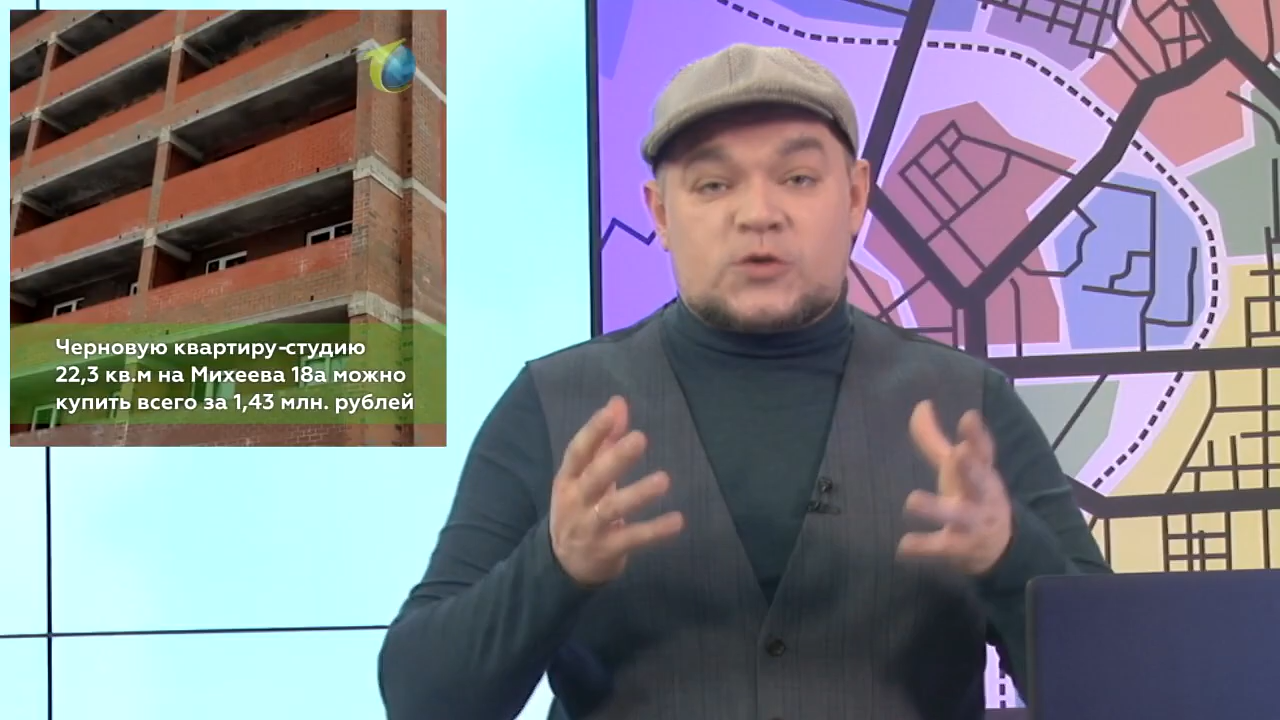 Черновую квартиру-студию
22,3 кв.м на Михеева 18а можно
купить всего за 1,43 млн. рублей